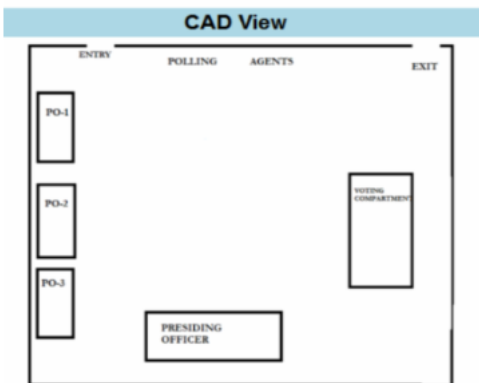 CAD View
ENTRY
POLLING AGENTS
EXIT
PO-1
PO-2
VOTING
COMPARTMENT
PO-3
PRESIDING
OFFICER